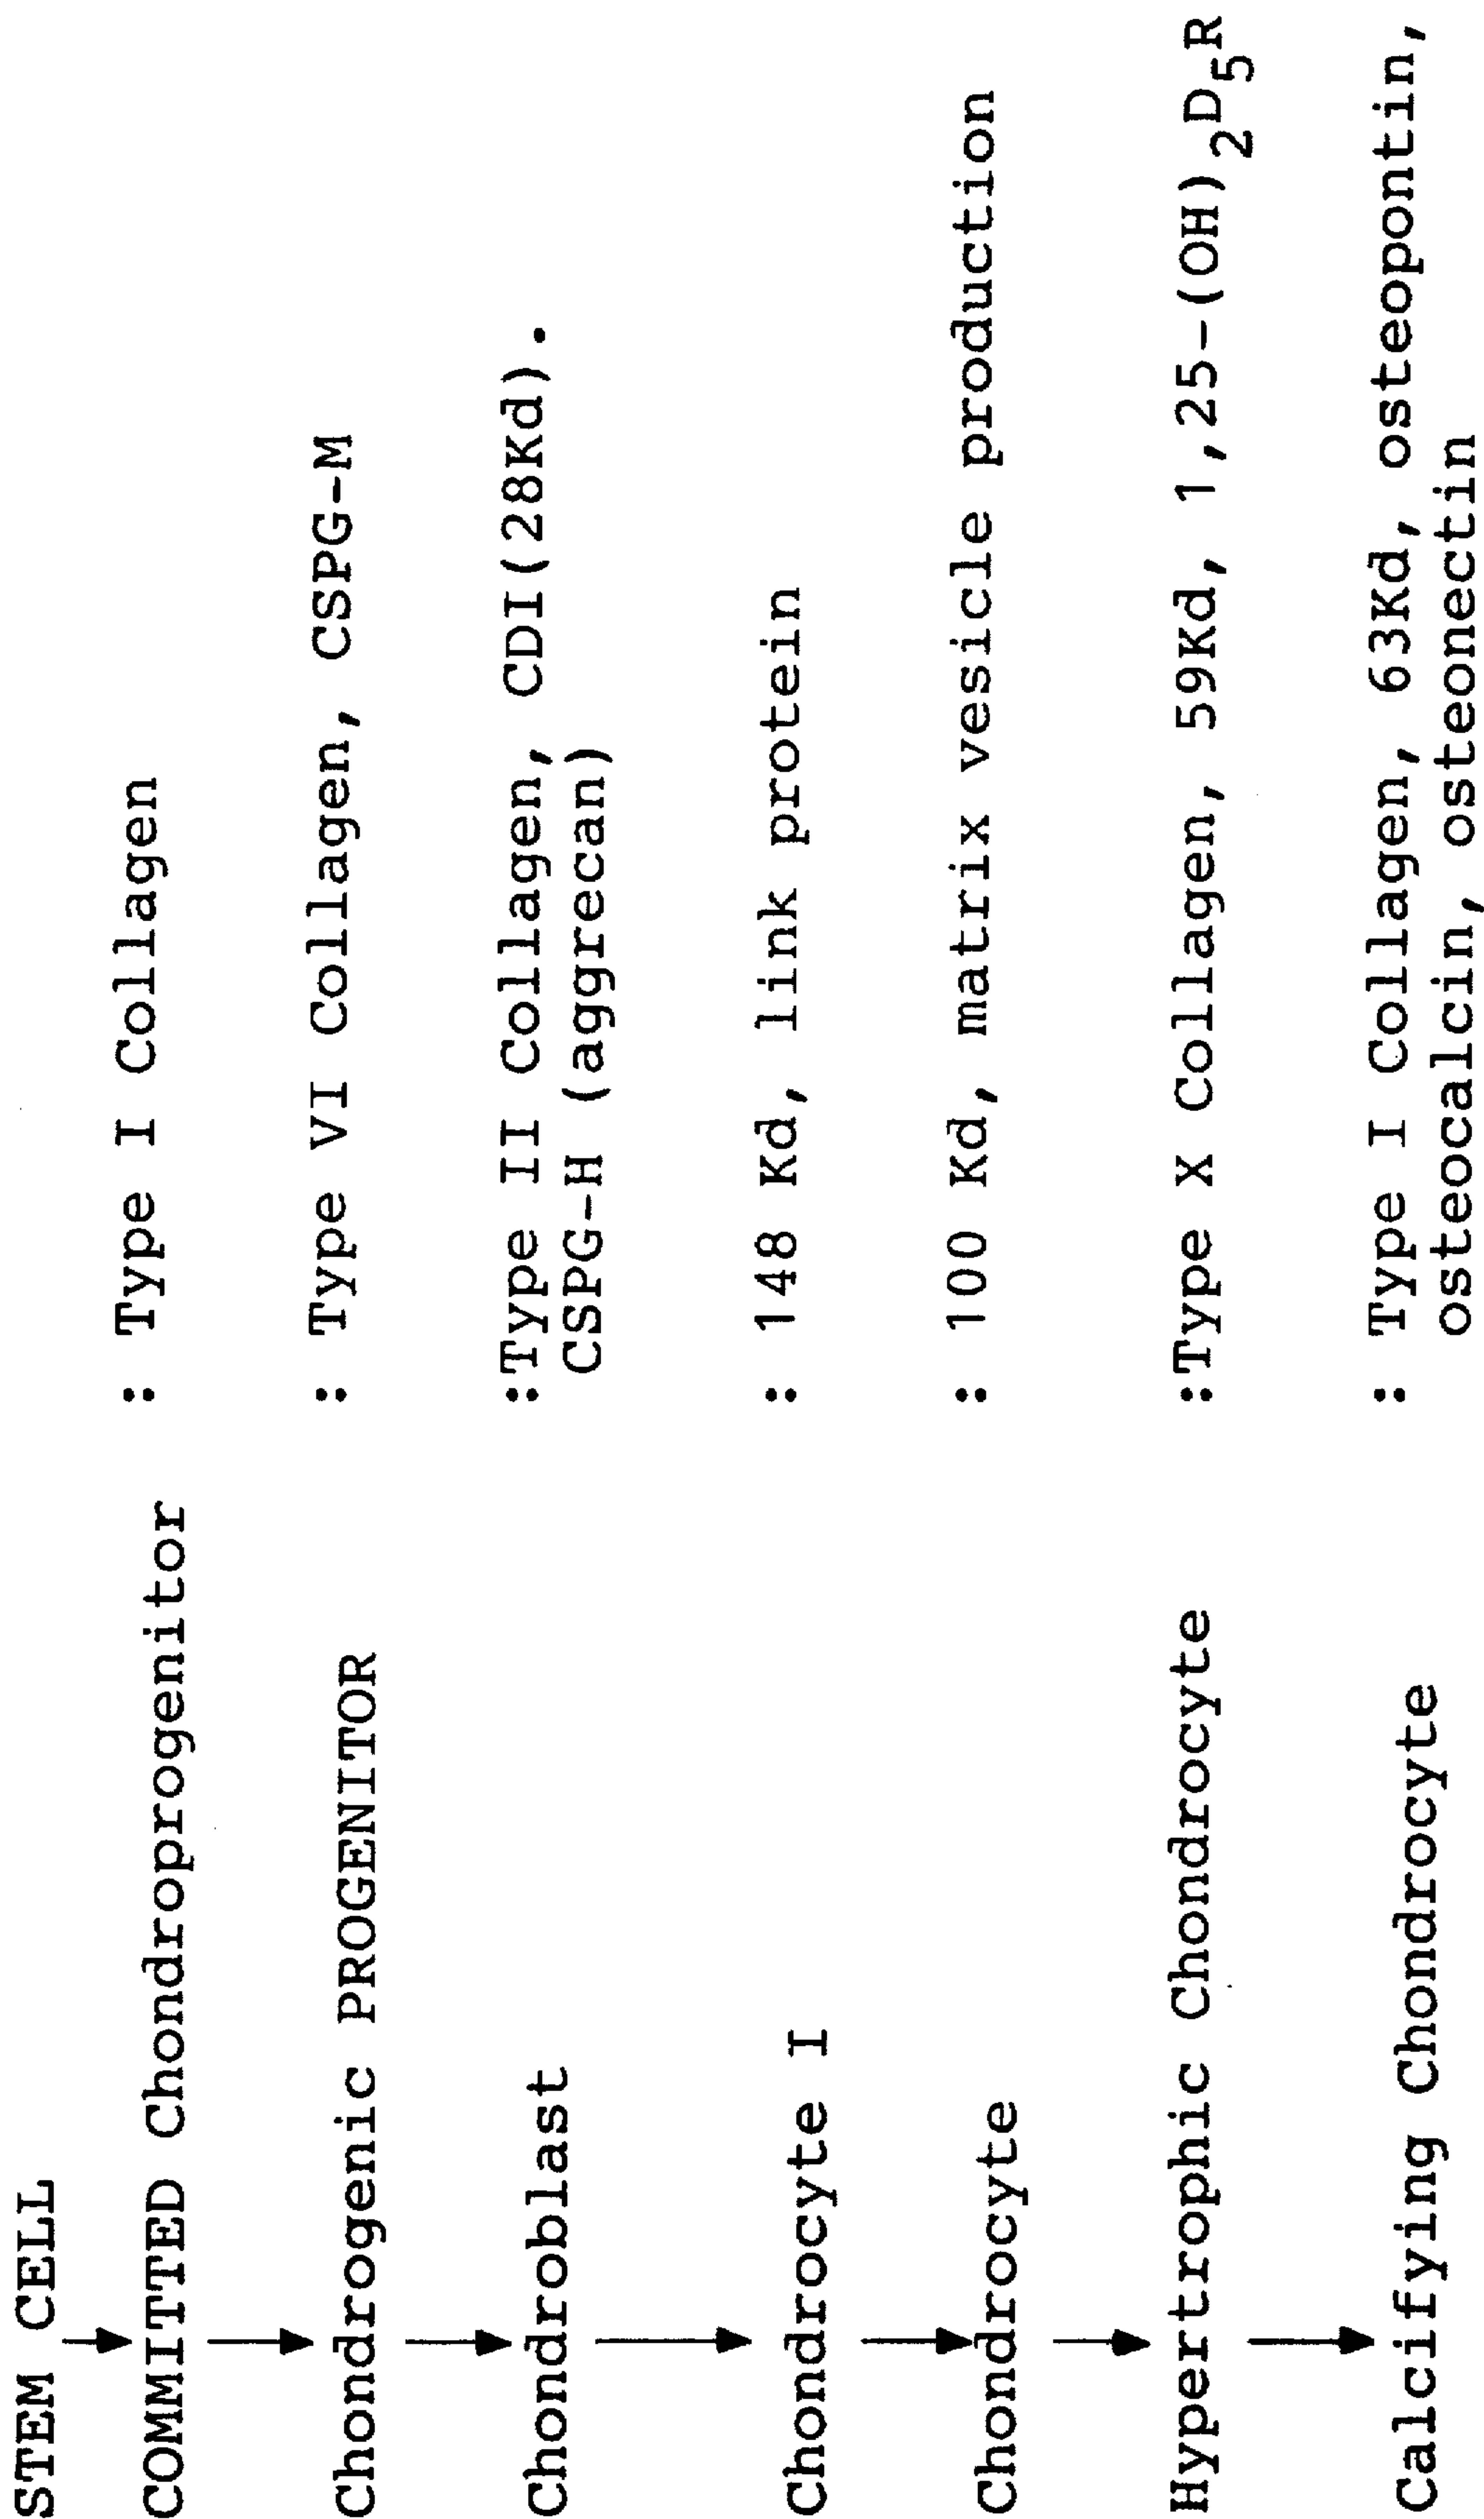 STEM CELL
COMMITTED Chondroprogenitor : Type I Collagen
Chondrogenic PROGENITOR : Type VI Collagen, CSPG-M
Chondroblast :Type II Collagen, CDI(28Kd).
CSPG-H (aggrecan)
Chondrocyte I : 148 Kd, link protein
Chondrocyte : 100 Kd, matrix vesicle production
Hypertrophic Chondrocyte :Type X Collagen, 59Kd, 1,25-(OH)2D5R
Calcifying Chondrocyte : Type I Collagen, 63Kd, osteopontin,
osteocalcin, osteonectin